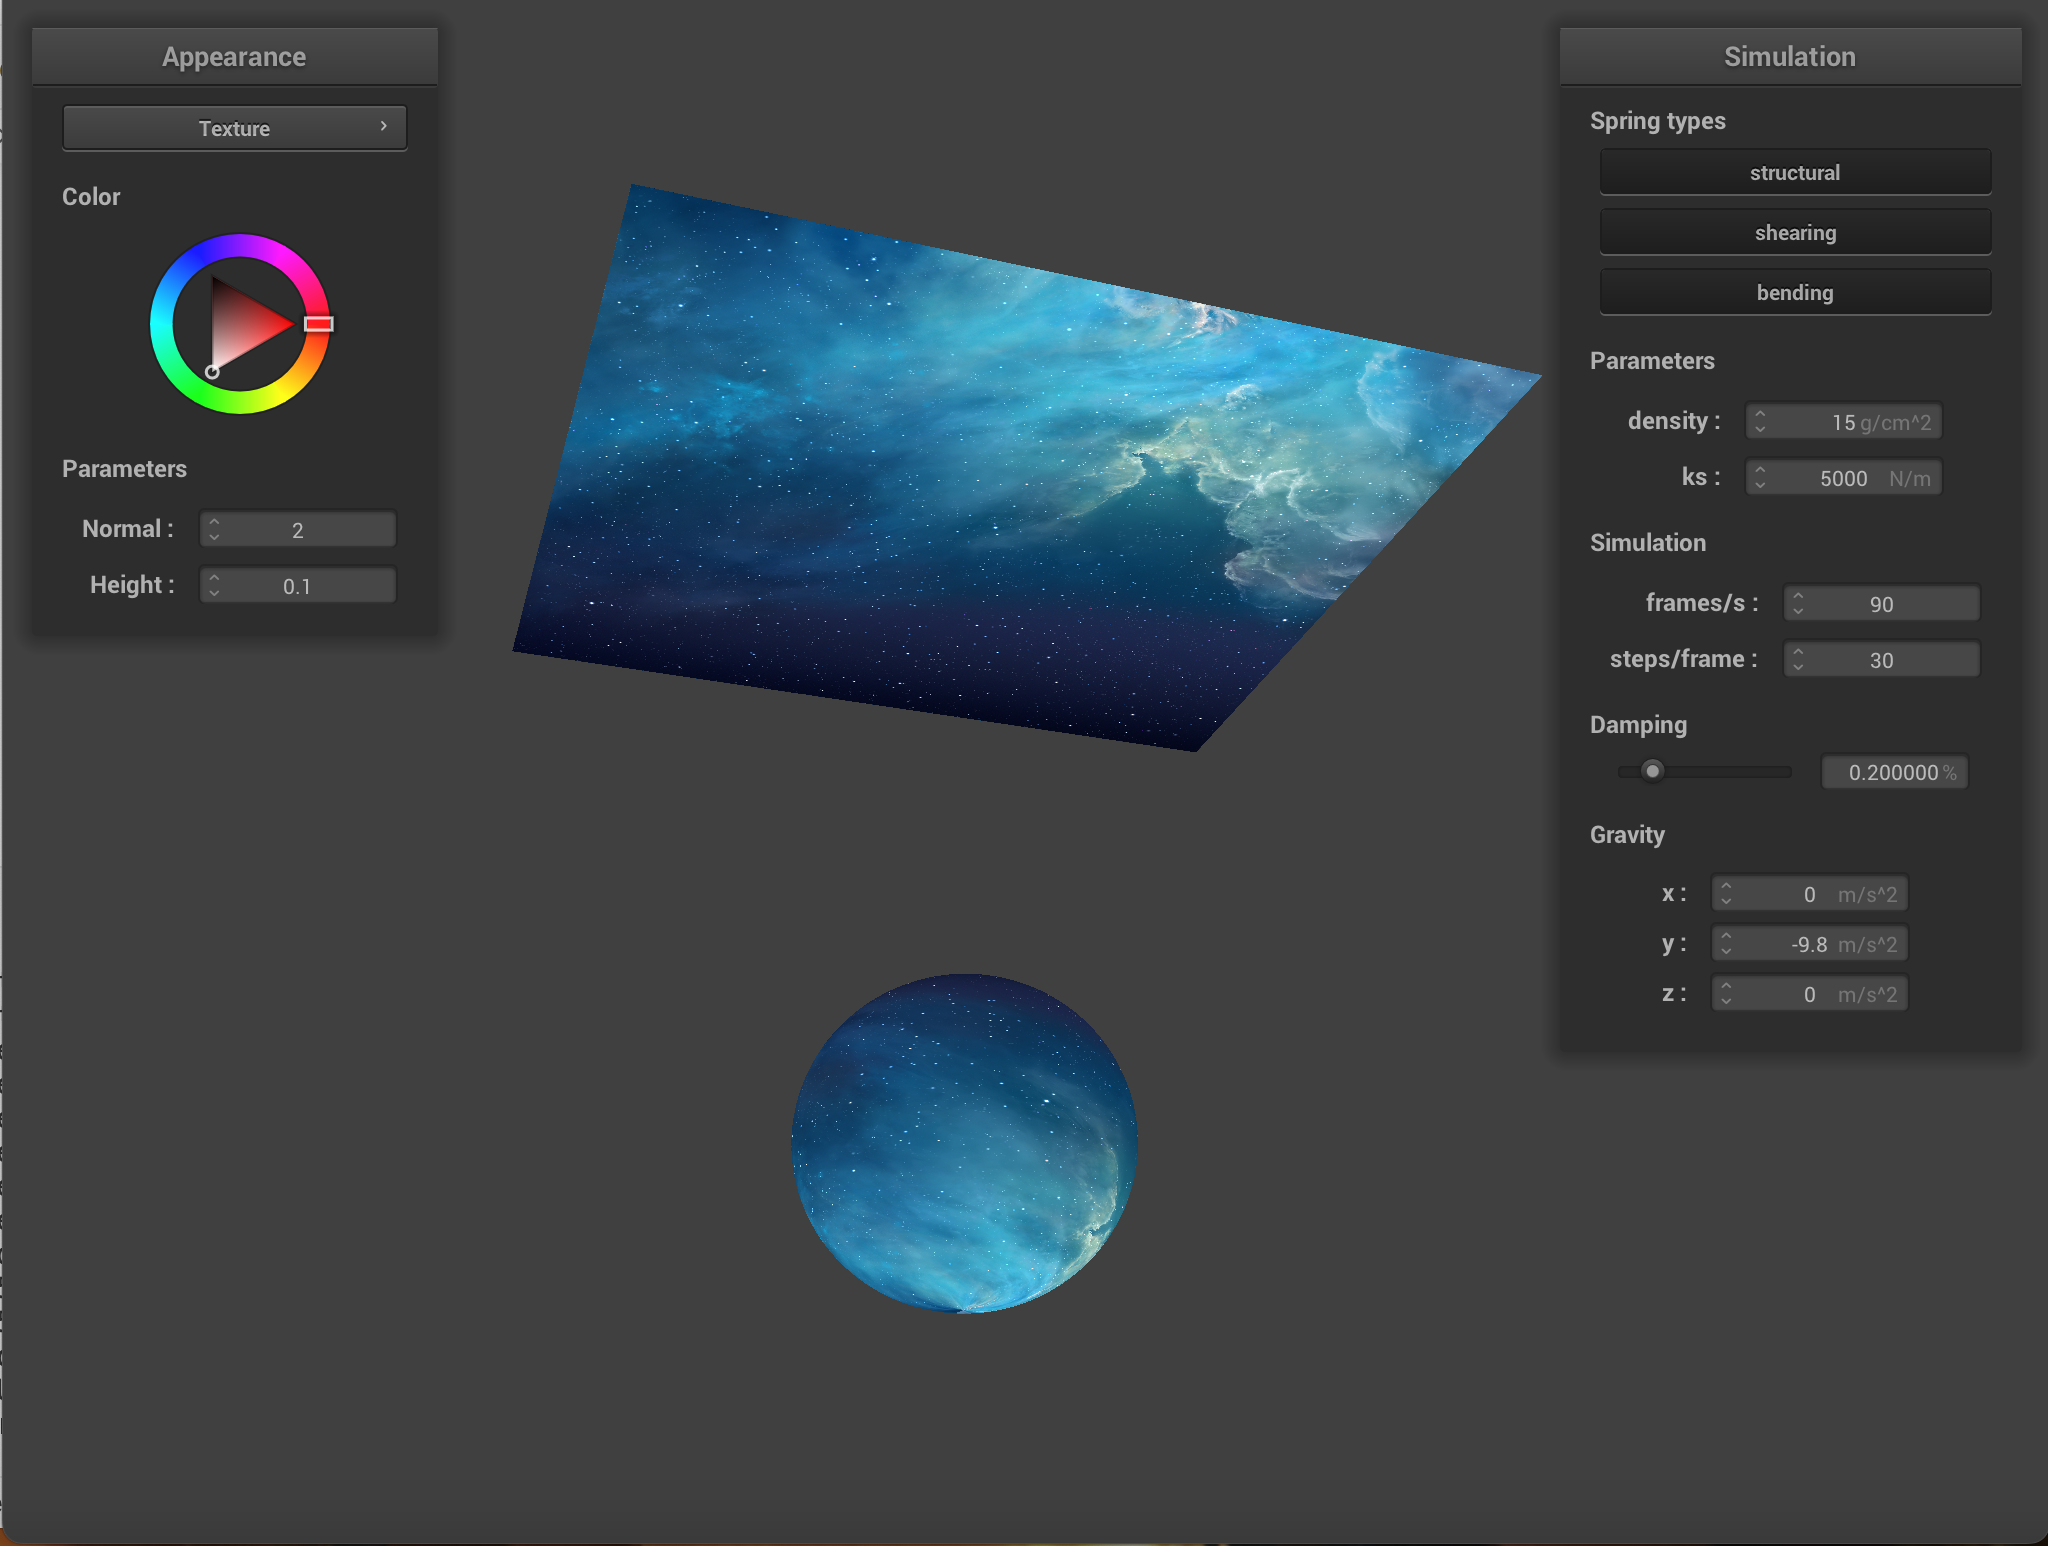 Appearance
Texture
Color
Parameters
Normal : 2
Height : 0.1
Simulation
Spring types
structural
shearing
bending
Parameters
density : 15 g/cm^2
ks : 5000 N/m
Simulation
frames/s : 90
steps/frame : 30
Damping
0.200000 %
Gravity
x : 0 m/s^2
y : -9.8 m/s^2
z : 0 m/s^2